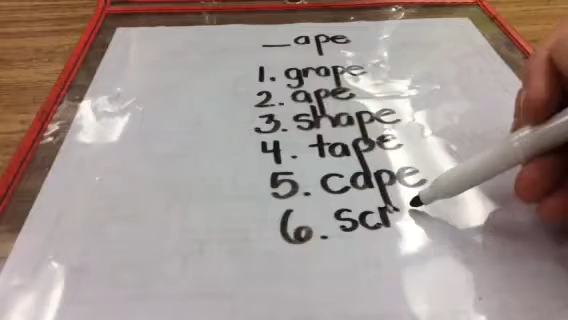 _ape
1. grape
2. ape
3. shape
4. tape
5. cape
6. scr